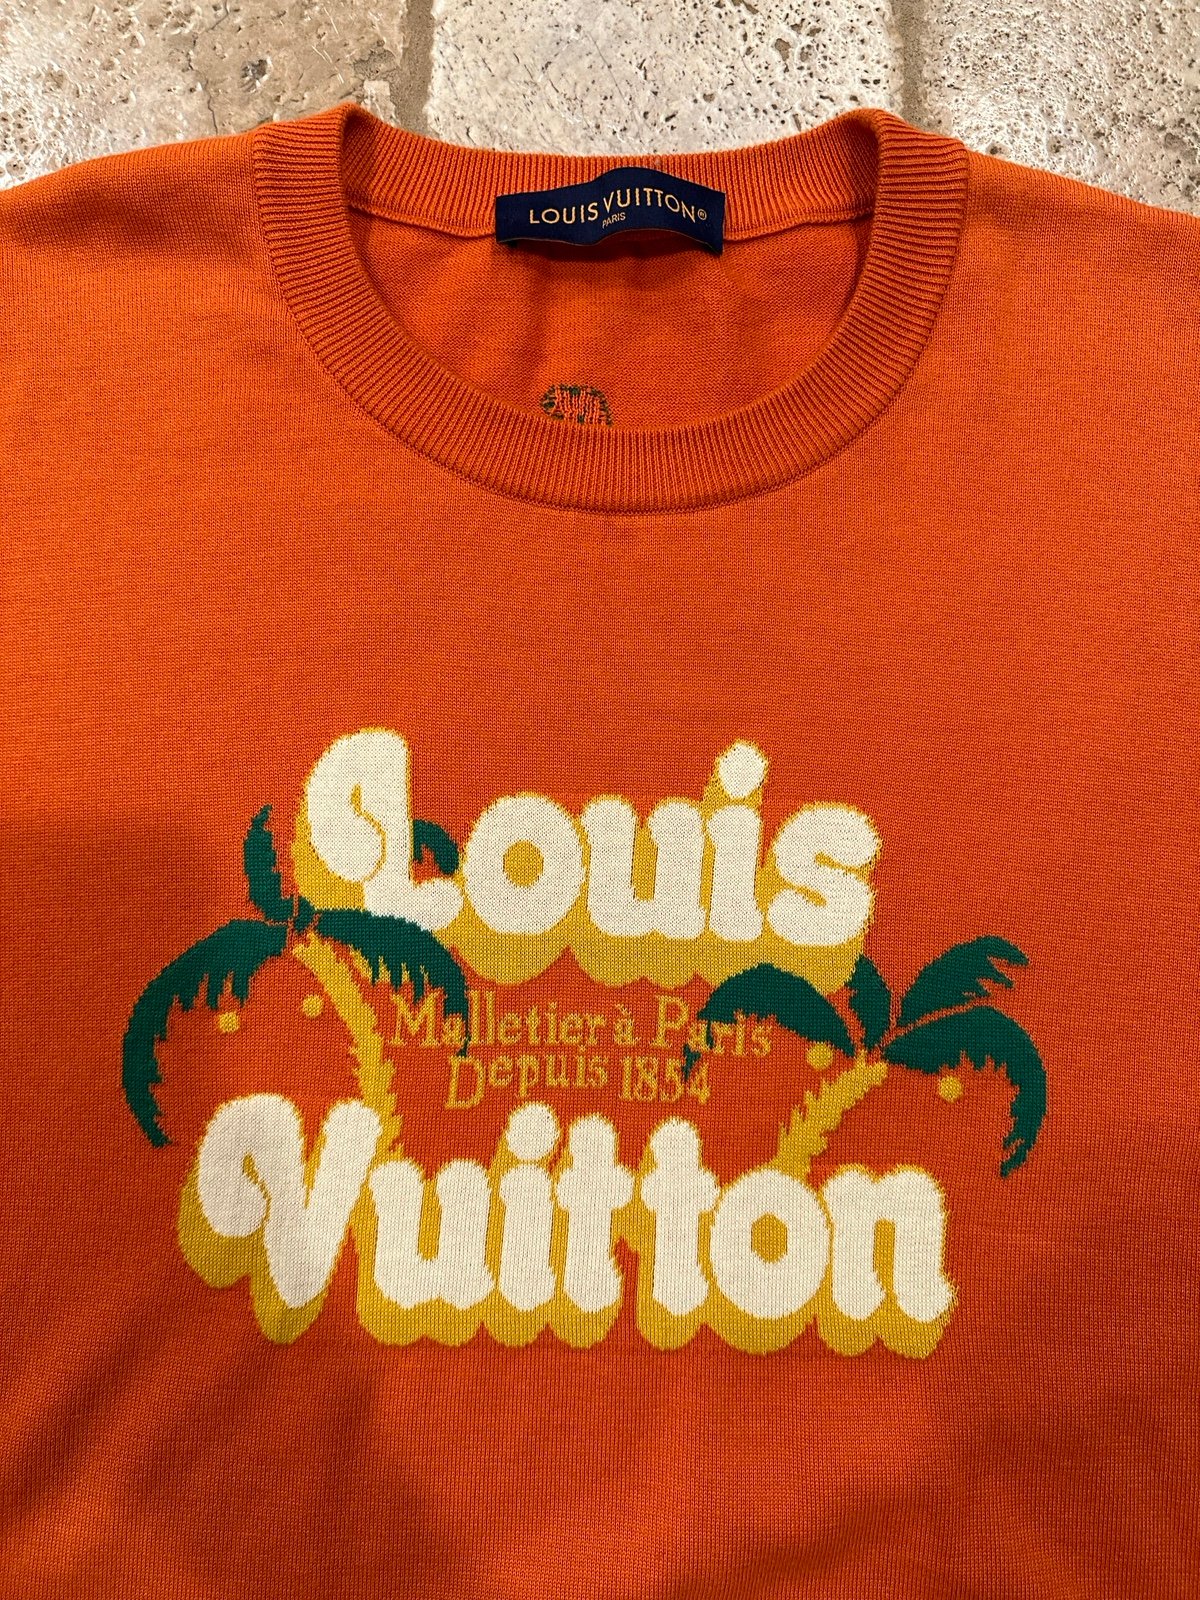 LOUIS VUITTON®
PARIS
Louis
Malletier à Paris
Depuis 1854
Vuitton